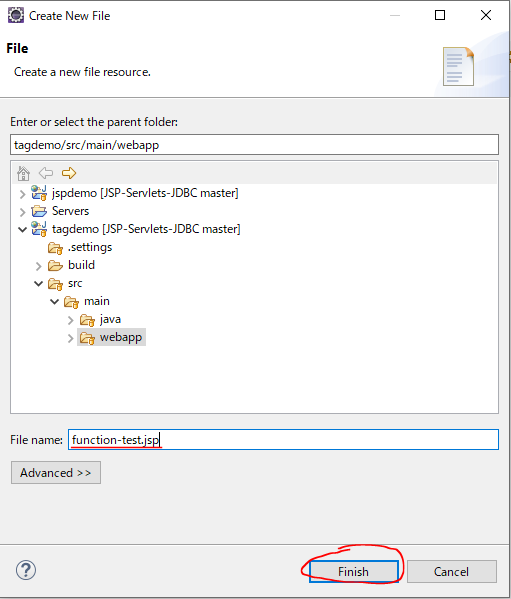 Create New File
File
Create a new file resource.
Enter or select the parent folder:
tagdemo/src/main/webapp
jspdemo [JSP-Servlets-JDBC master]
Servers
tagdemo [JSP-Servlets-JDBC master]
.settings
build
src
main
java
webapp
File name: function-test.jsp
Advanced >>
? Finish Cancel